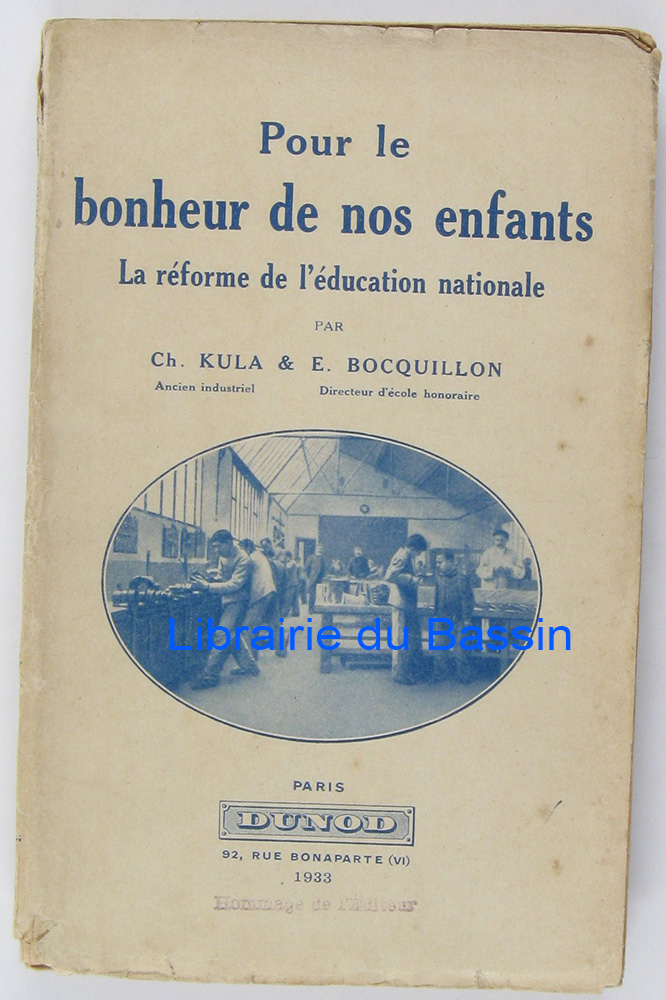 Pour le
bonheur de nos enfants
La réforme de l'éducation nationale
PAR
Ch. KULA & E. BOCQUILLON
Ancien industriel Directeur d'école honoraire
Librairie du Bassin
PARIS
DUNOD
92, RUE BONAPARTE (VI)
1933
Hommage de l'Éditeur